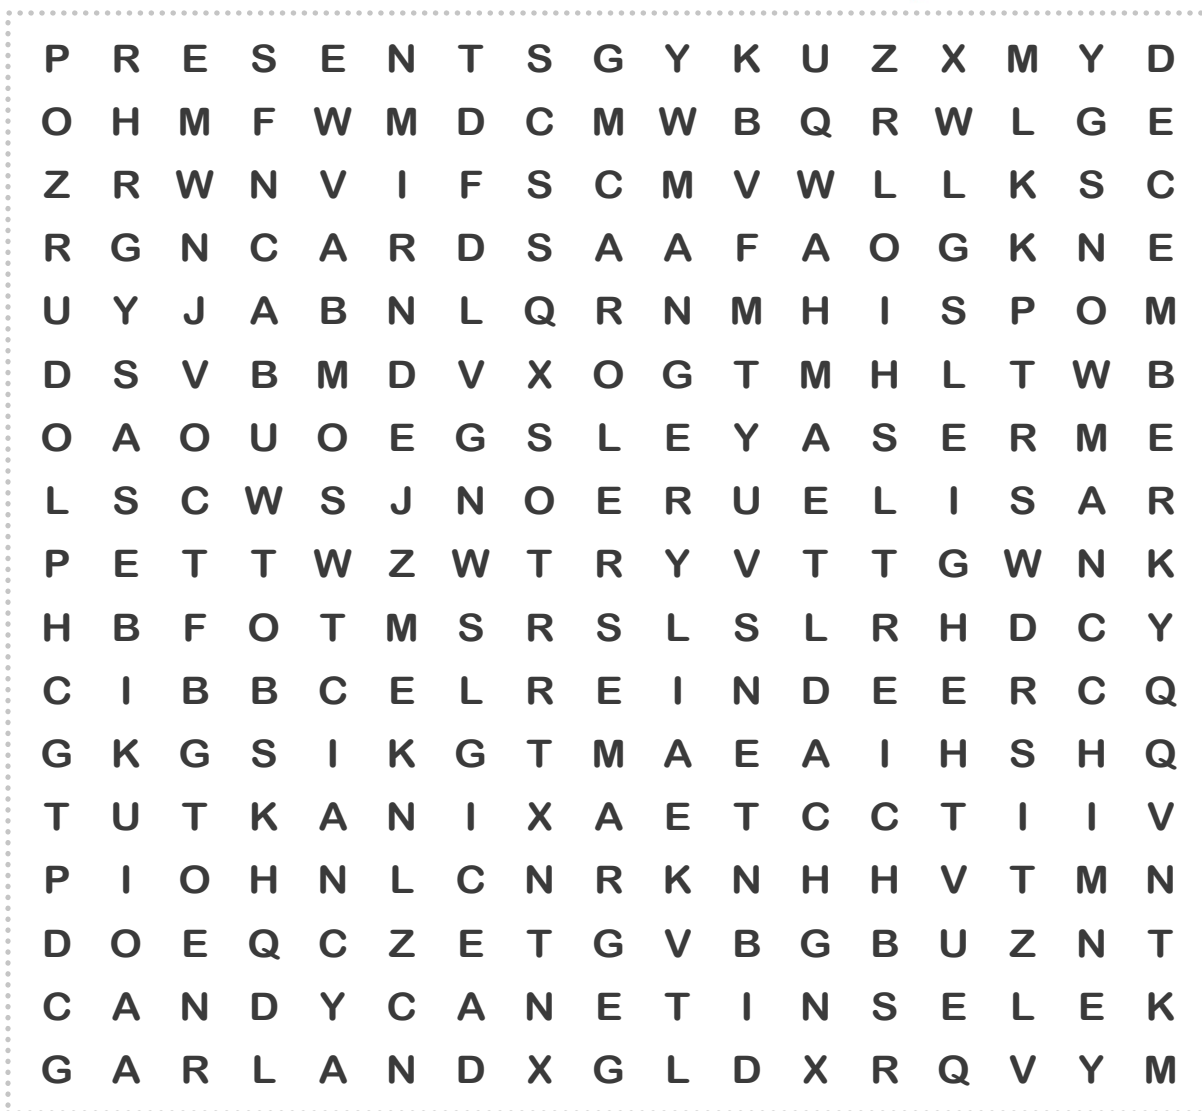 P R E S E N T S G Y K U Z X M Y D
O H M F W M D C M W B Q R W L G E
Z R W N V I F S C M V W L L K S C
R G N C A R D S A A F A O G K N E
U Y J A B N L Q R N M H I S P O M
D S V B M D V X O G T M H L T W B
O A O U O E G S L E Y A S E R M E
L S C W S J N O E R U E L I S A R
P E T T W Z W T R Y V T T G W N K
H B F O T M S R S L S L R H D C Y
C I B B C E L R E I N D E E R C Q
G K G S I K G T M A E A I H S H Q
T U T K A N I X A E T C C T I I V
P I O H N L C N R K N H H V T M N
D O E Q C Z E T G V B G B U Z N T
C A N D Y C A N E T I N S E L E K
G A R L A N D X G L D X R Q V Y M